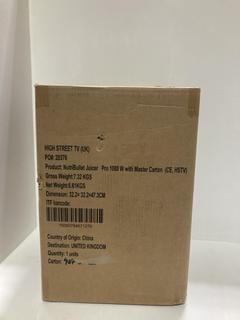 HIGH STREET TV (UK)
PO#: 20376
Product Name: NutriBullet Juicer Pro 1000 W with Master Carton (CE, HSTV)
Gross Weight:7.32 KGS
Net Weight:6.61KGS
Dimension: 32.2× 32.2×47.3CM
ITF barcode:
Country of Origin: China
Destination: UNITED KINGDOM
Quantity: 1 units
Carton: